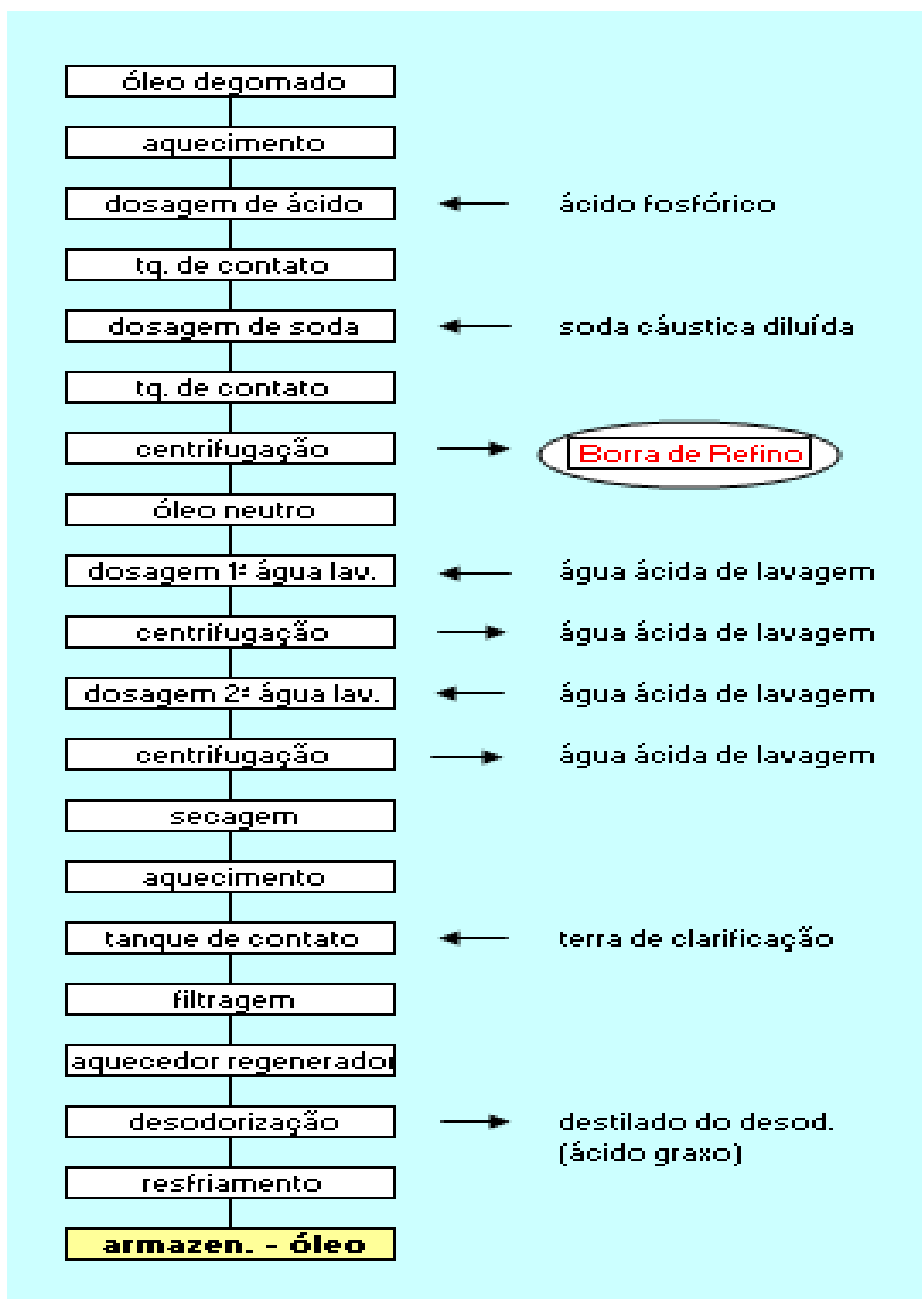 óleo degomado
aquecimento
dosagem de ácido
ácido fosfórico
tq. de contato
dosagem de soda
soda cáustica diluída
tq. de contato
centrifugação
Borra de Refino
óleo neutro
dosagem 1ª água lav.
água ácida de lavagem
centrifugação
água ácida de lavagem
dosagem 2ª água lav.
água ácida de lavagem
centrifugação
água ácida de lavagem
secagem
aquecimento
tanque de contato
terra de clarificação
filtragem
aquecedor regenerador
desodorização
destilado do desod.
(ácido graxo)
resfriamento
armazen. - óleo